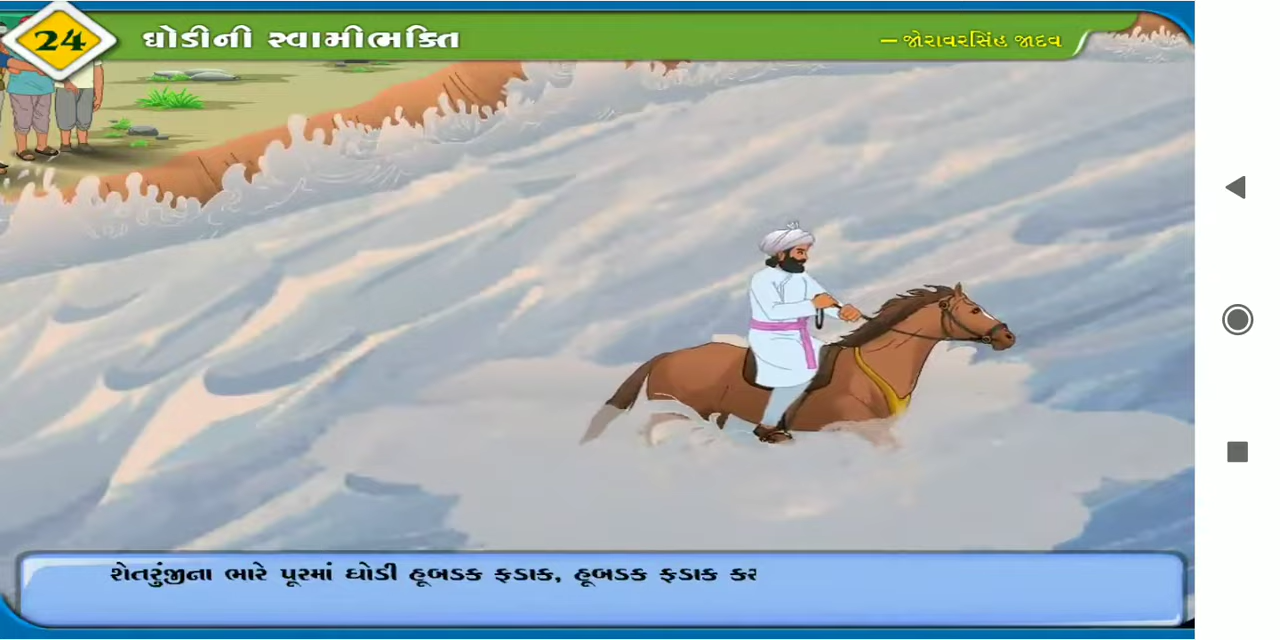 24
ઘોડીની સ્વામીભક્તિ
– જોરાવરસિંહ જાદવ
શેતરુંજીના ભારે પૂરમાં ઘોડી હૂબડક ફડાક, હૂબડક ફડાક કર